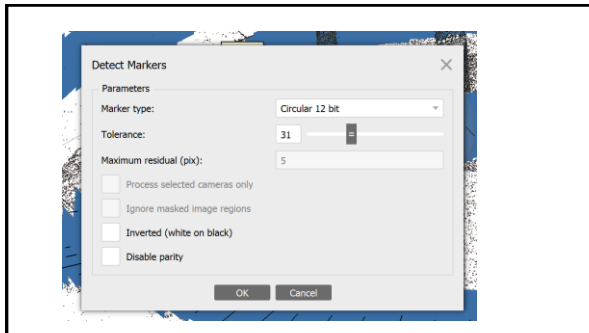 Detect Markers
Parameters
Marker type: Circular 12 bit
Tolerance: 31
Maximum residual (pix): 5
Process selected cameras only
Ignore masked image regions
Inverted (white on black)
Disable parity
OK Cancel